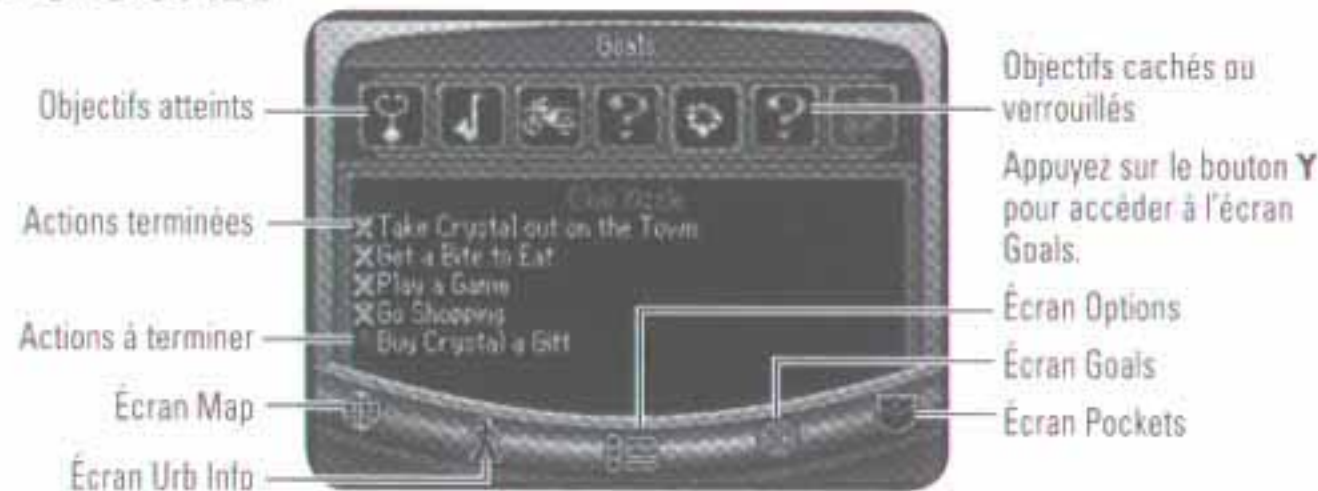 Goals
Objectifs atteints
Objectifs cachés ou
verrouillés
Appuyez sur le bouton Y
pour accéder à l'écran
Goals.
Actions terminées
Take Crystal out on the Town
Get a Bite to Eat
Play a Game
Go Shopping
Buy Crystal a Gift
Actions à terminer
Écran Options
Écran Goals
Écran Map
Écran Pockets
Écran Urb Info